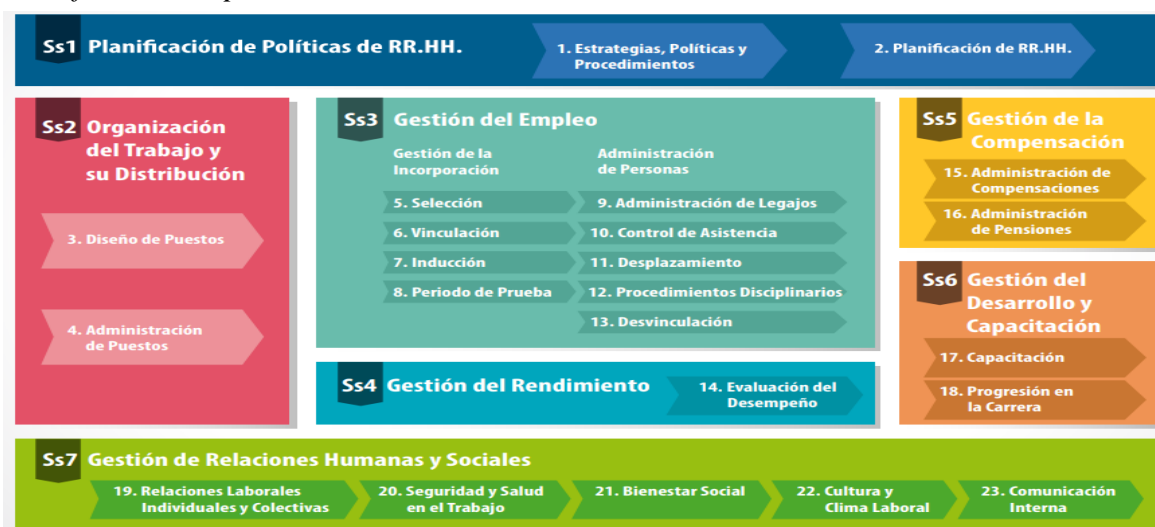 Ss1 Planificación de Políticas de RR.HH.
1. Estrategias, Políticas y
Procedimientos
2. Planificación de RR.HH.
Ss2 Organización
del Trabajo y
su Distribución
3. Diseño de Puestos
4. Administración
de Puestos
Ss3 Gestión del Empleo
Gestión de la
Incorporación
5. Selección
6. Vinculación
7. Inducción
8. Periodo de Prueba
Administración
de Personas
9. Administración de Legajos
10. Control de Asistencia
11. Desplazamiento
12. Procedimientos Disciplinarios
13. Desvinculación
Ss4 Gestión del Rendimiento
14. Evaluación del
Desempeño
Ss5 Gestión de la
Compensación
15. Administración de
Compensaciones
16. Administración
de Pensiones
Ss6 Gestión del
Desarrollo y
Capacitación
17. Capacitación
18. Progresión en
la Carrera
Ss7 Gestión de Relaciones Humanas y Sociales
19. Relaciones Laborales
Individuales y Colectivas
20. Seguridad y Salud
en el Trabajo
21. Bienestar Social
22. Cultura y
Clima Laboral
23. Comunicación
Interna